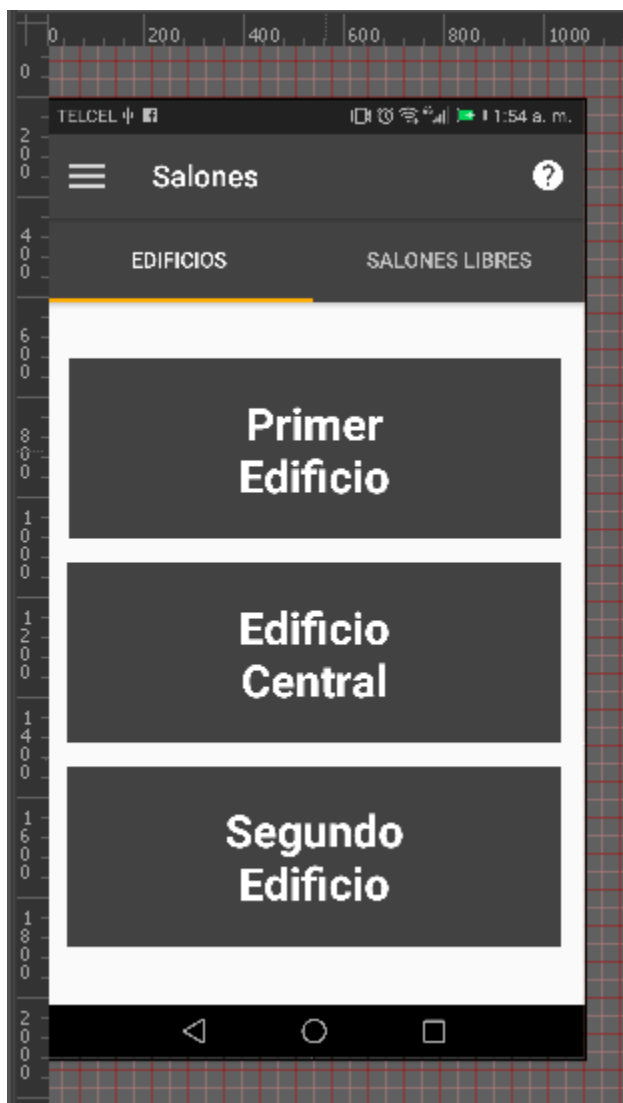 0 200 400 600 800 1000
0
TELCEL 11:54 a. m.
200
Salones ?
400
EDIFICIOS SALONES LIBRES
600
800
Primer
Edificio
1000
1200
Edificio
Central
1400
1600
Segundo
Edificio
1800
2000